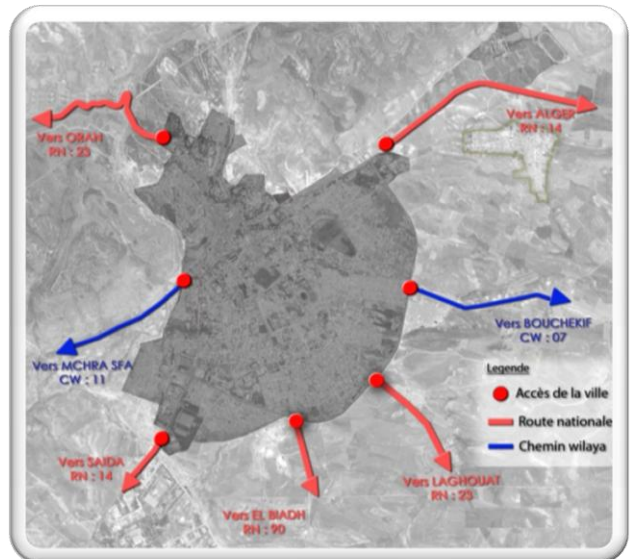 Vers ORAN
RN : 23
Vers ALGER
RN : 14
Vers MCHRA SFA
CW : 11
Vers BOUCHEKIF
CW : 07
Legende
Accès de la ville
Route nationale
Chemin wilaya
Vers SAIDA
RN : 14
Vers EL BIADH
RN : 90
Vers LAGHOUAT
RN : 23